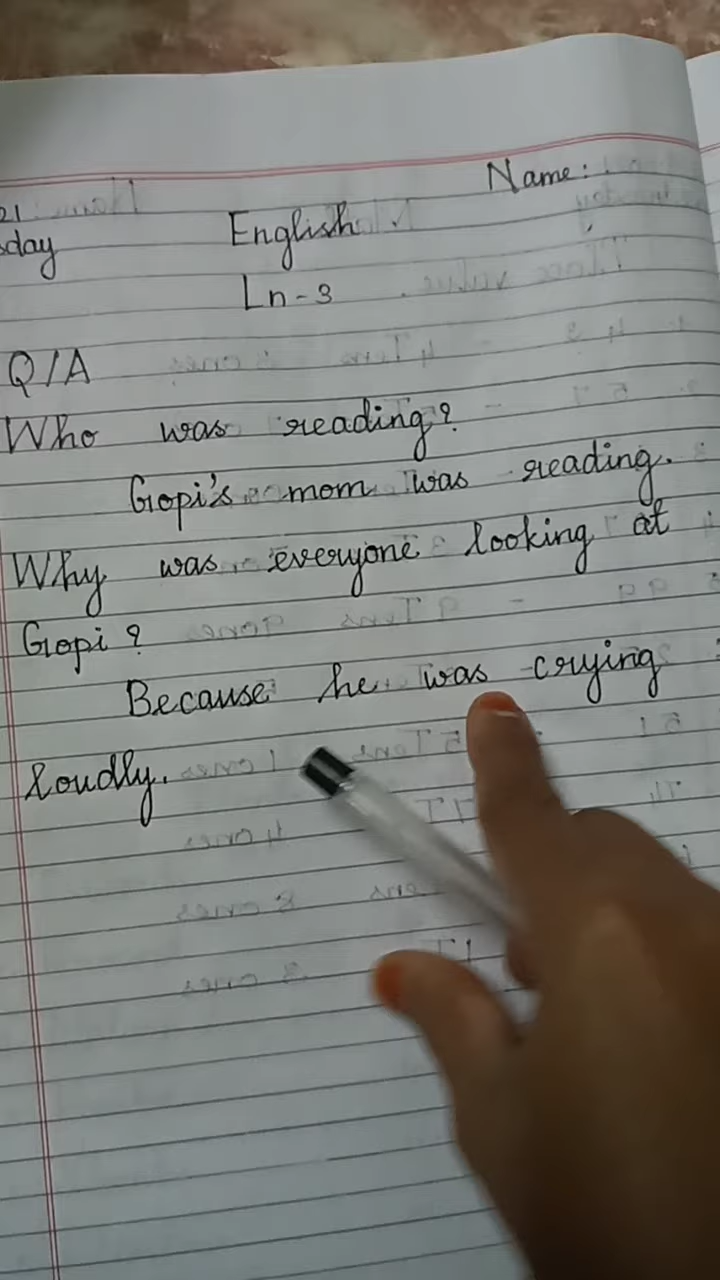 Name:
21
English
day
Ln - 3
Q/A
Who was reading?
Gopi's mom was reading.
Why was everyone looking at
Gopi?
Because he was crying
loudly.